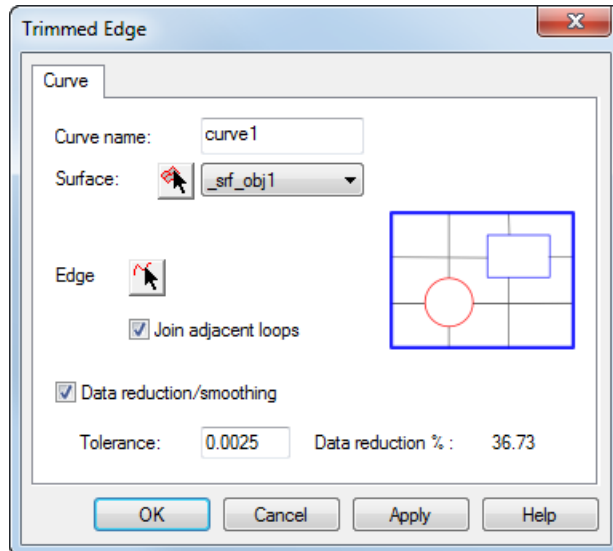 Trimmed Edge
Curve
Curve name: curve1
Surface: _srf_obj1
Edge
Join adjacent loops
Data reduction/smoothing
Tolerance: 0.0025 Data reduction % : 36.73
OK Cancel Apply Help